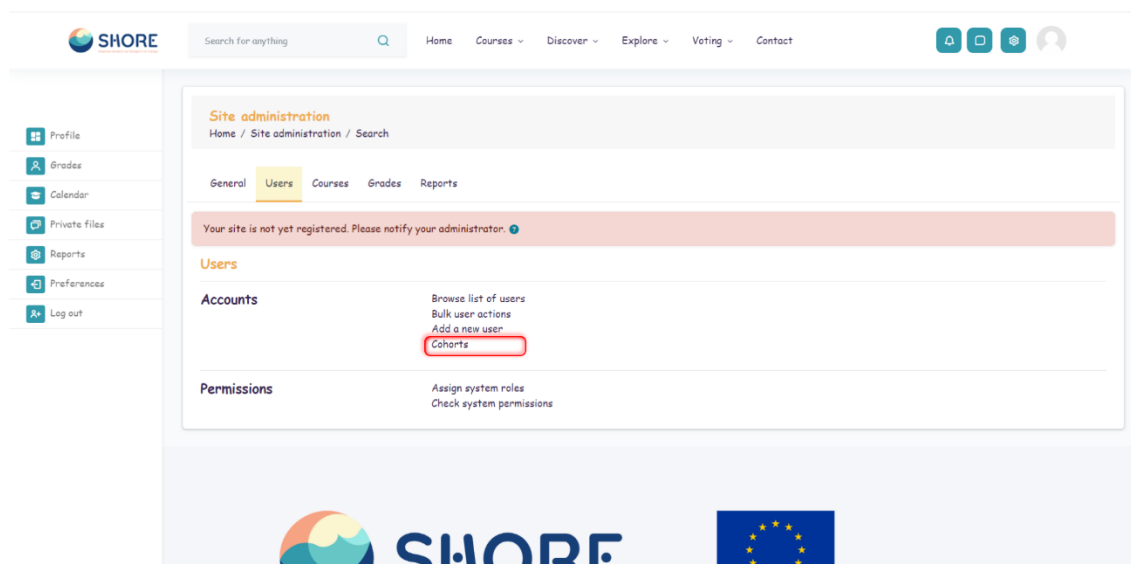 SHORE
Search for anything
Home Courses Discover Explore Voting Contact
Site administration
Home / Site administration / Search
Profile
Grades
Calendar
Private files
Reports
Preferences
Log out
General Users Courses Grades Reports
Your site is not yet registered. Please notify your administrator.
Users
Accounts
Browse list of users
Bulk user actions
Add a new user
Cohorts
Permissions
Assign system roles
Check system permissions
SHORE